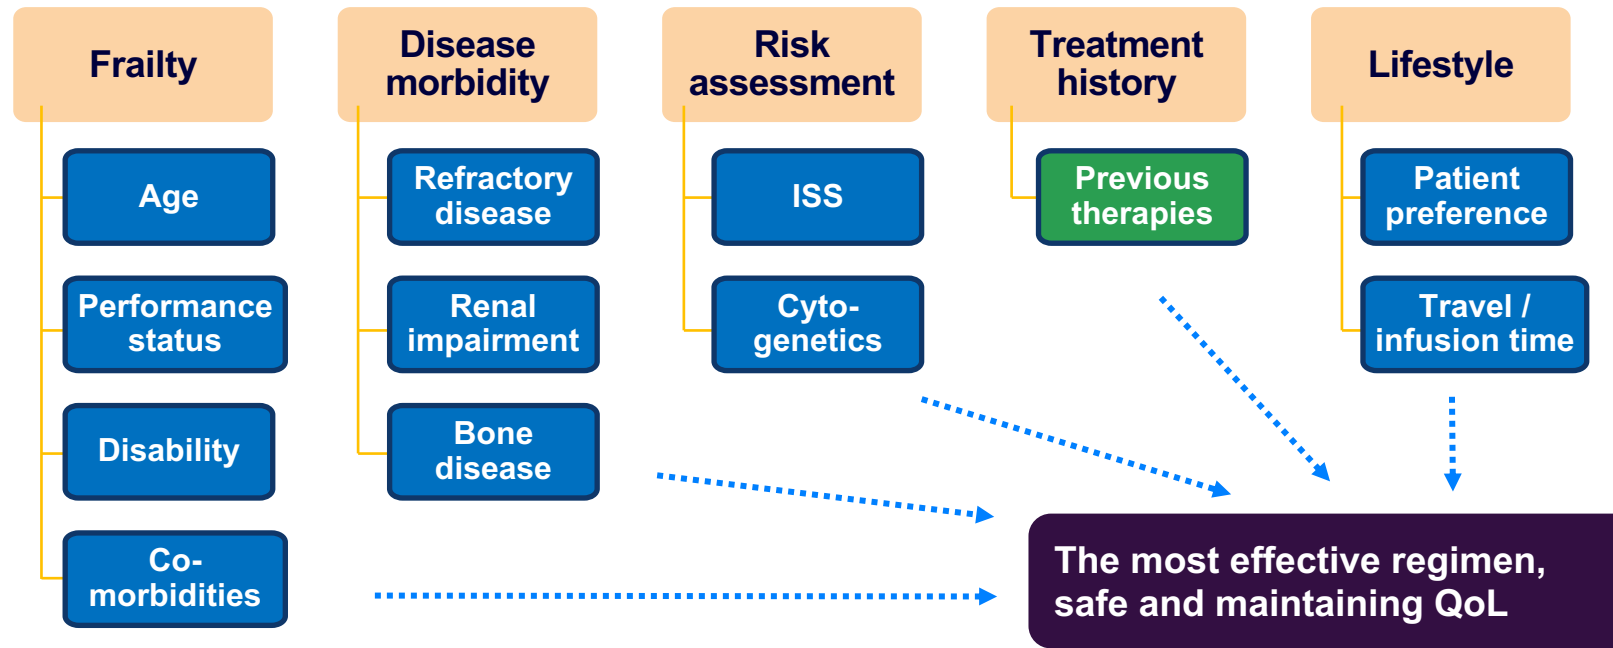 Frailty
Disease
morbidity
Risk
assessment
Treatment
history
Lifestyle
Age
Performance
status
Disability
Co-
morbidities
Refractory
disease
Renal
impairment
Bone
disease
ISS
Cyto-
genetics
Previous
therapies
Patient
preference
Travel /
infusion time
The most effective regimen,
safe and maintaining QoL